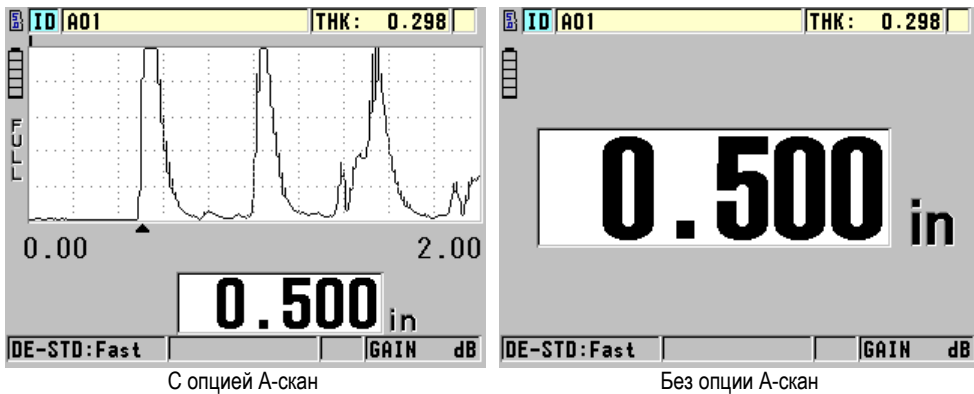 ID A01 THK: 0.298
FULL
0.00 2.00
0.500 in
DE-STD:Fast GAIN dB
С опцией А-скан
ID A01 THK: 0.298
0.500 in
DE-STD:Fast GAIN dB
Без опции А-скан